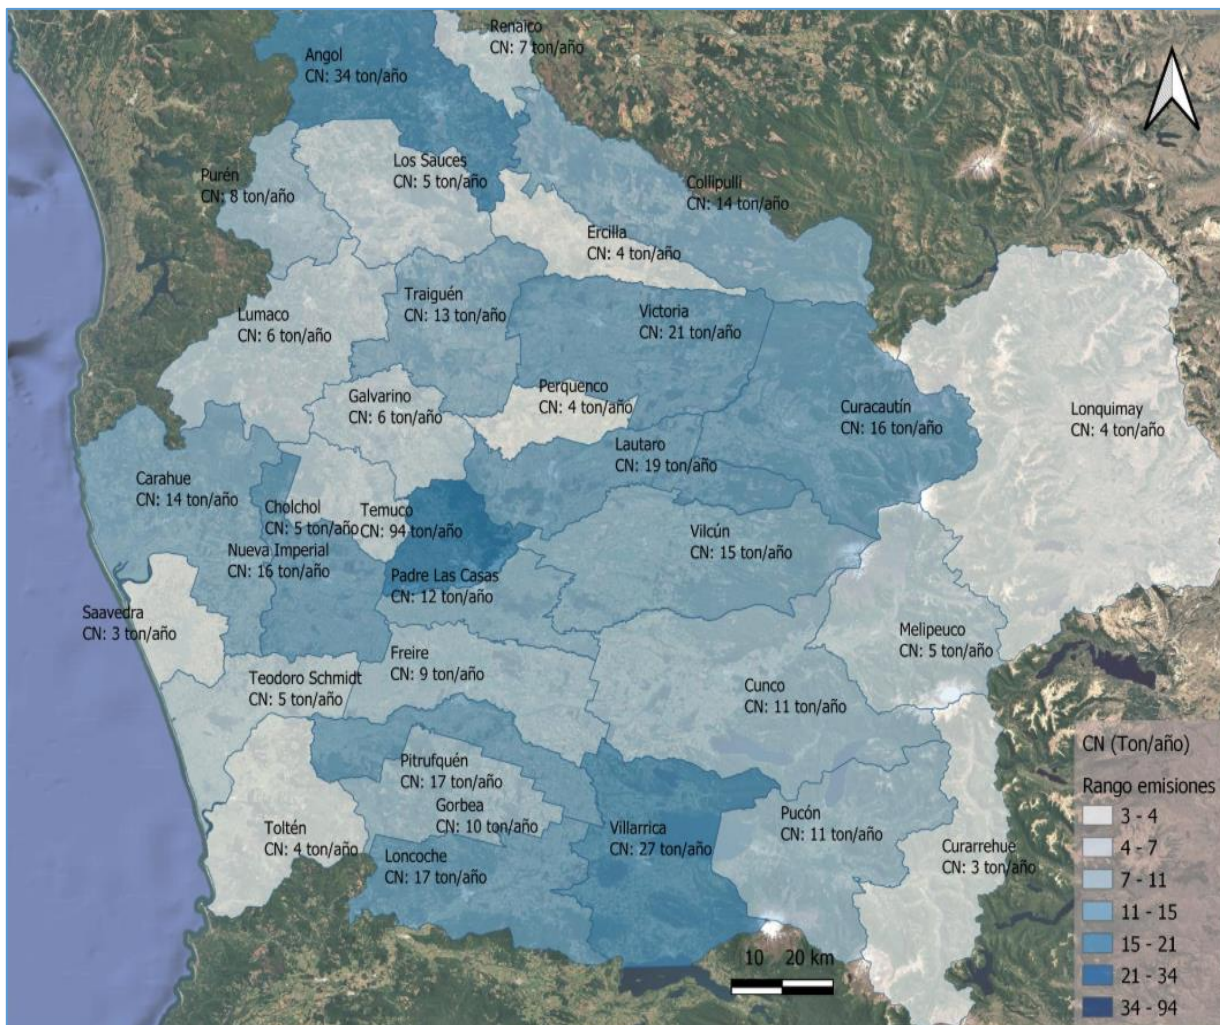 Renaico
CN: 7 ton/año
Angol
CN: 34 ton/año
Los Sauces
CN: 5 ton/año
Purén
CN: 8 ton/año
Collipulli
CN: 14 ton/año
Ercilla
CN: 4 ton/año
Traiguén
CN: 13 ton/año
Lumaco
CN: 6 ton/año
Victoria
CN: 21 ton/año
Galvarino
CN: 6 ton/año
Perquenco
CN: 4 ton/año
Curacautín
CN: 16 ton/año
Lonquimay
CN: 4 ton/año
Lautaro
CN: 19 ton/año
Carahue
CN: 14 ton/año
Cholchol
CN: 5 ton/año
Temuco
CN: 94 ton/año
Vilcún
CN: 15 ton/año
Nueva Imperial
CN: 16 ton/año
Padre Las Casas
CN: 12 ton/año
Saavedra
CN: 3 ton/año
Melipeuco
CN: 5 ton/año
Freire
CN: 9 ton/año
Teodoro Schmidt
CN: 5 ton/año
Cunco
CN: 11 ton/año
Pitrufquén
CN: 17 ton/año
Gorbea
CN: 10 ton/año
Pucón
CN: 11 ton/año
Toltén
CN: 4 ton/año
Villarrica
CN: 27 ton/año
Loncoche
CN: 17 ton/año
Curarrehue
CN: 3 ton/año
10 20 km
CN (Ton/año)
Rango emisiones
3 - 4
4 - 7
7 - 11
11 - 15
15 - 21
21 - 34
34 - 94